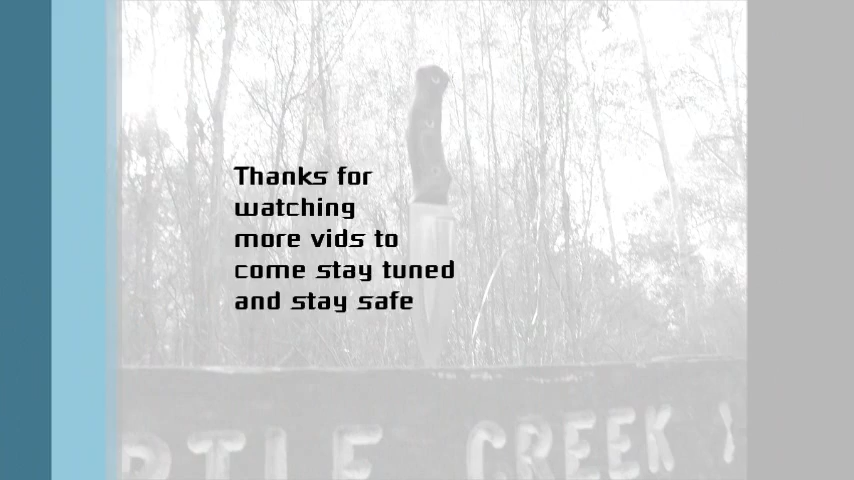 Thanks for
watching
more vids to
come stay tuned
and stay safe
CREEK